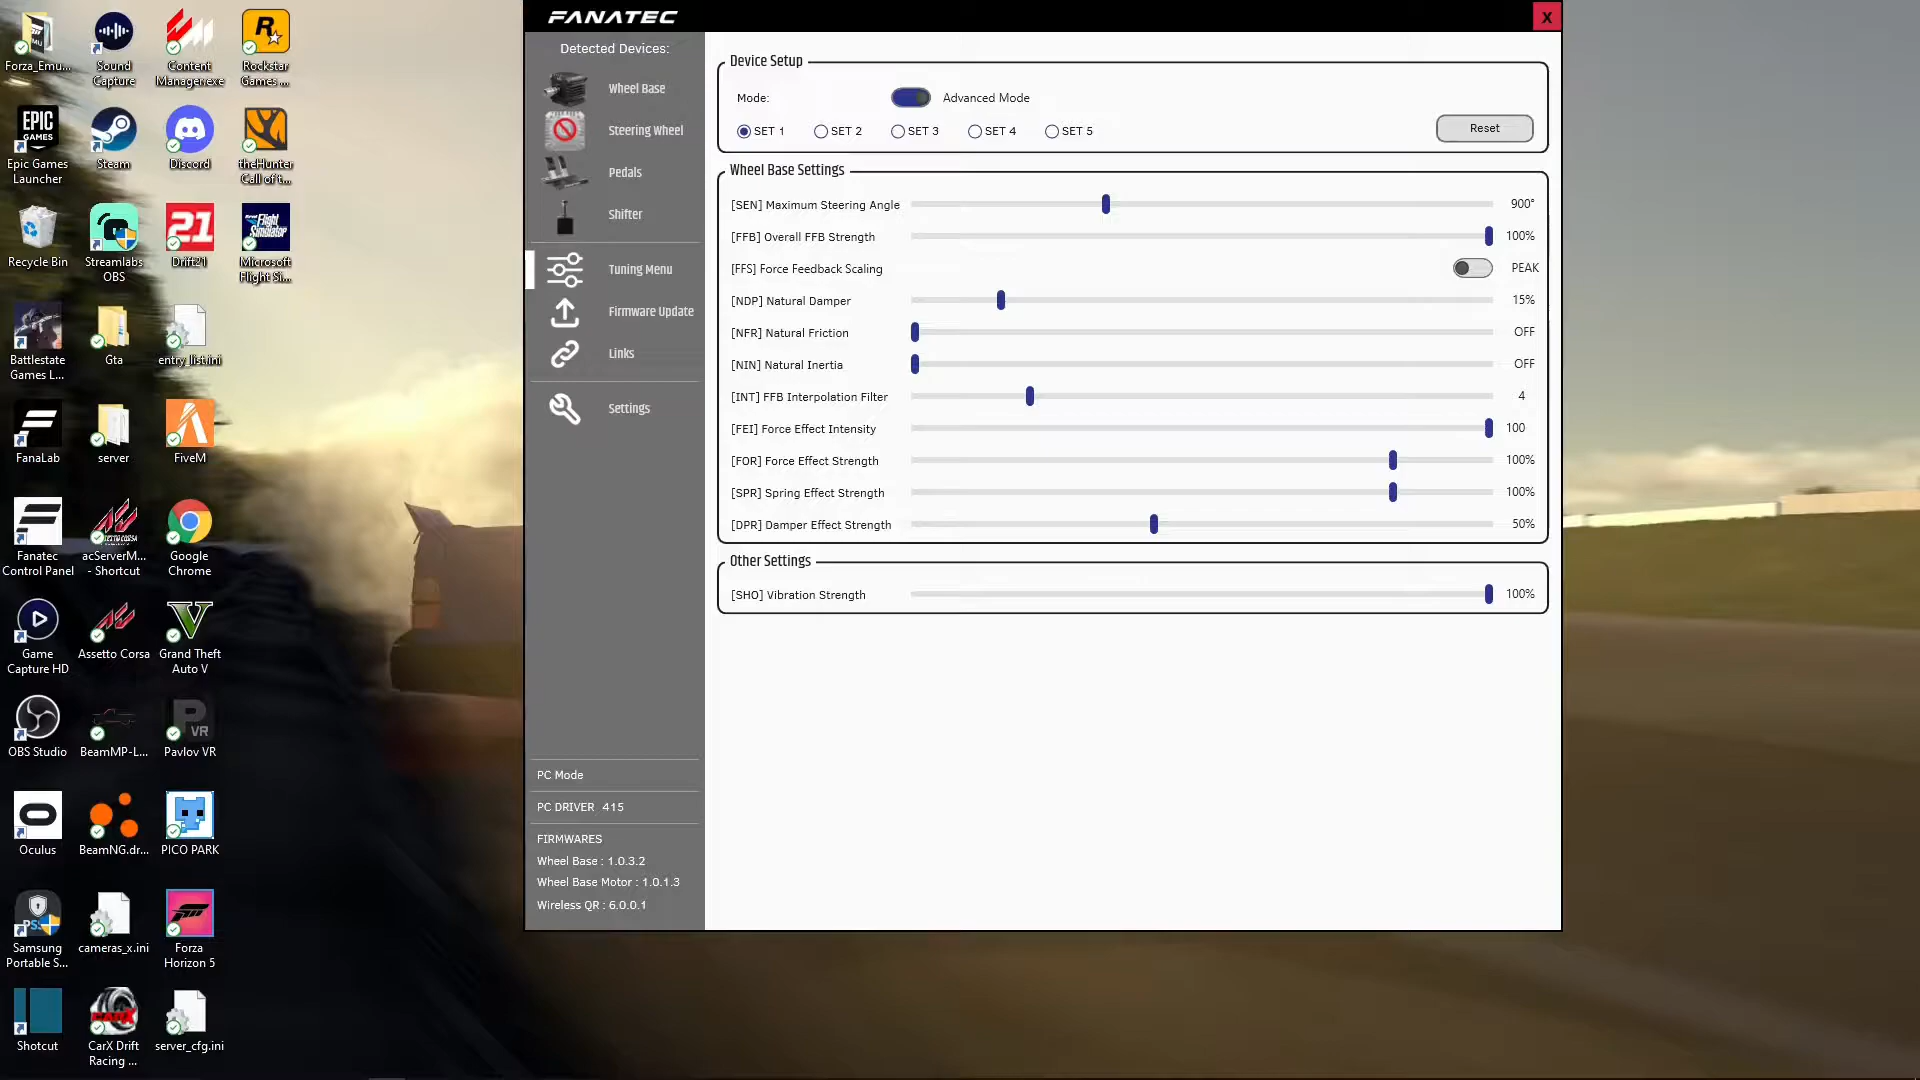 Forza_Emu...
Sound
Capture
Content
Manager.exe
Rockstar
Games ...
EPIC
GAMES
Epic Games
Launcher
Steam
Discord
theHunter
Call of t...
Recycle Bin
Streamlabs
OBS
21
Drift21
Microsoft
Flight Si...
Battlestate
Games L...
Gta
entry_list.ini
FanaLab
server
FiveM
Fanatec
Control Panel
acServerM...
- Shortcut
Google
Chrome
Game
Capture HD
Assetto Corsa
Grand Theft
Auto V
OBS Studio
BeamMP-L...
P
VR
Pavlov VR
Oculus
BeamNG.dr...
PICO PARK
Samsung
Portable S...
cameras_x.ini
Forza
Horizon 5
Shotcut
CarX Drift
Racing ...
server_cfg.ini
FANATEC
X
Detected Devices:
Wheel Base
Steering Wheel
Pedals
Shifter
Tuning Menu
Firmware Update
Links
Settings
PC Mode
PC DRIVER 415
FIRMWARES
Wheel Base : 1.0.3.2
Wheel Base Motor : 1.0.1.3
Wireless QR : 6.0.0.1
Device Setup
Mode:
Advanced Mode
SET 1
SET 2
SET 3
SET 4
SET 5
Reset
Wheel Base Settings
[SEN] Maximum Steering Angle 900°
[FFB] Overall FFB Strength 100%
[FFS] Force Feedback Scaling PEAK
[NDP] Natural Damper 15%
[NFR] Natural Friction OFF
[NIN] Natural Inertia OFF
[INT] FFB Interpolation Filter 4
[FEI] Force Effect Intensity 100
[FOR] Force Effect Strength 100%
[SPR] Spring Effect Strength 100%
[DPR] Damper Effect Strength 50%
Other Settings
[SHO] Vibration Strength 100%